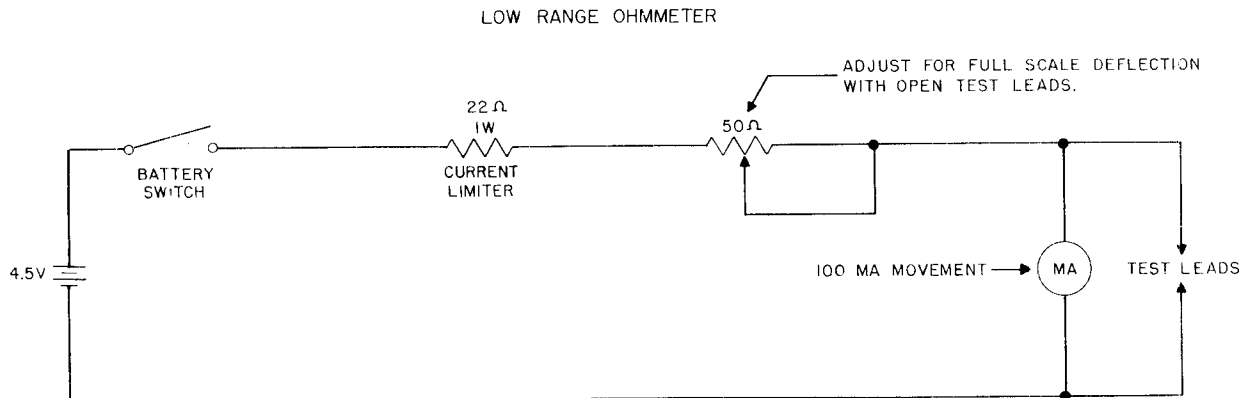 LOW RANGE OHMMETER
ADJUST FOR FULL SCALE DEFLECTION
WITH OPEN TEST LEADS.
22Ω
1W
50Ω
BATTERY
SWITCH
CURRENT
LIMITER
4.5V
100 MA MOVEMENT
MA
TEST LEADS